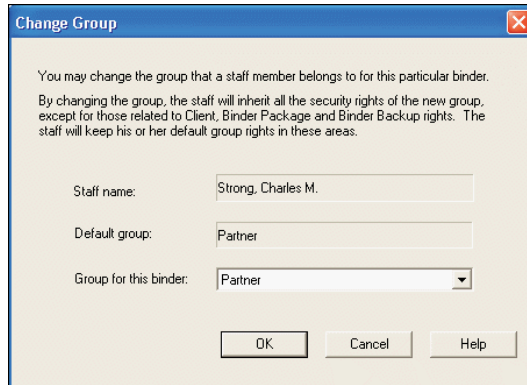 Change Group
You may change the group that a staff member belongs to for this particular binder.
By changing the group, the staff will inherit all the security rights of the new group,
except for those related to Client, Binder Package and Binder Backup rights. The
staff will keep his or her default group rights in these areas.
Staff name: Strong, Charles M.
Default group: Partner
Group for this binder: Partner
OK Cancel Help